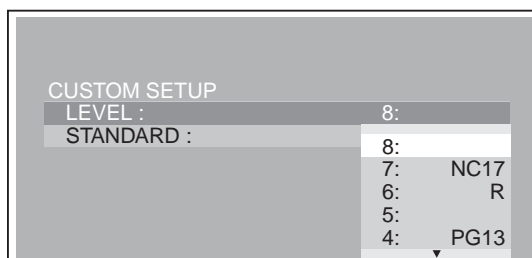 CUSTOM SETUP
LEVEL : 8:
STANDARD :
8:
7: NC17
6: R
5:
4: PG13